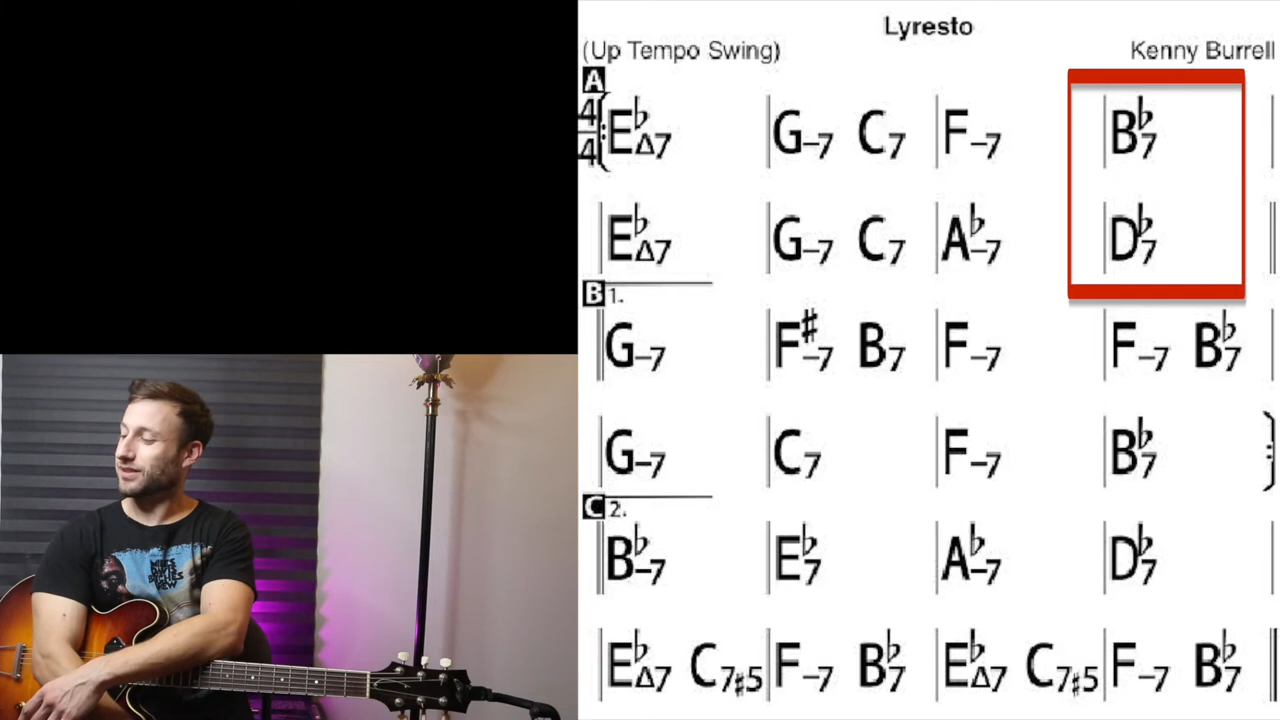 Lyresto
(Up Tempo Swing) Kenny Burrell
A
4/4 E♭Δ7 | G–7 C7 | F–7 | B♭7 |
E♭Δ7 | G–7 C7 | A♭–7 | D♭7 ||
B 1.
G–7 | F♯–7 B7 | F–7 | F–7 B♭7 |
G–7 | C7 | F–7 | B♭7
C 2.
B♭–7 | E♭7 | A♭–7 | D♭7 |
E♭Δ7 C7♯5 | F–7 B♭7 | E♭Δ7 C7♯5 | F–7 B♭7 ||